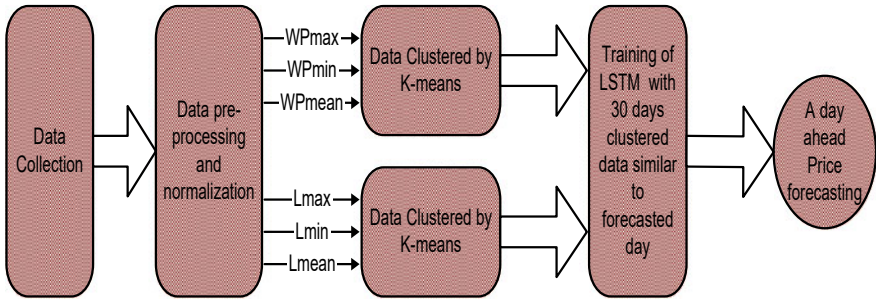 Data
Collection
Data pre-
processing
and
normalization
WPmax
WPmin
WPmean
Lmax
Lmin
Lmean
Data Clustered by
K-means
Data Clustered by
K-means
Training of
LSTM with
30 days
clustered
data similar
to
forecasted
day
A day
ahead
Price
forecasting